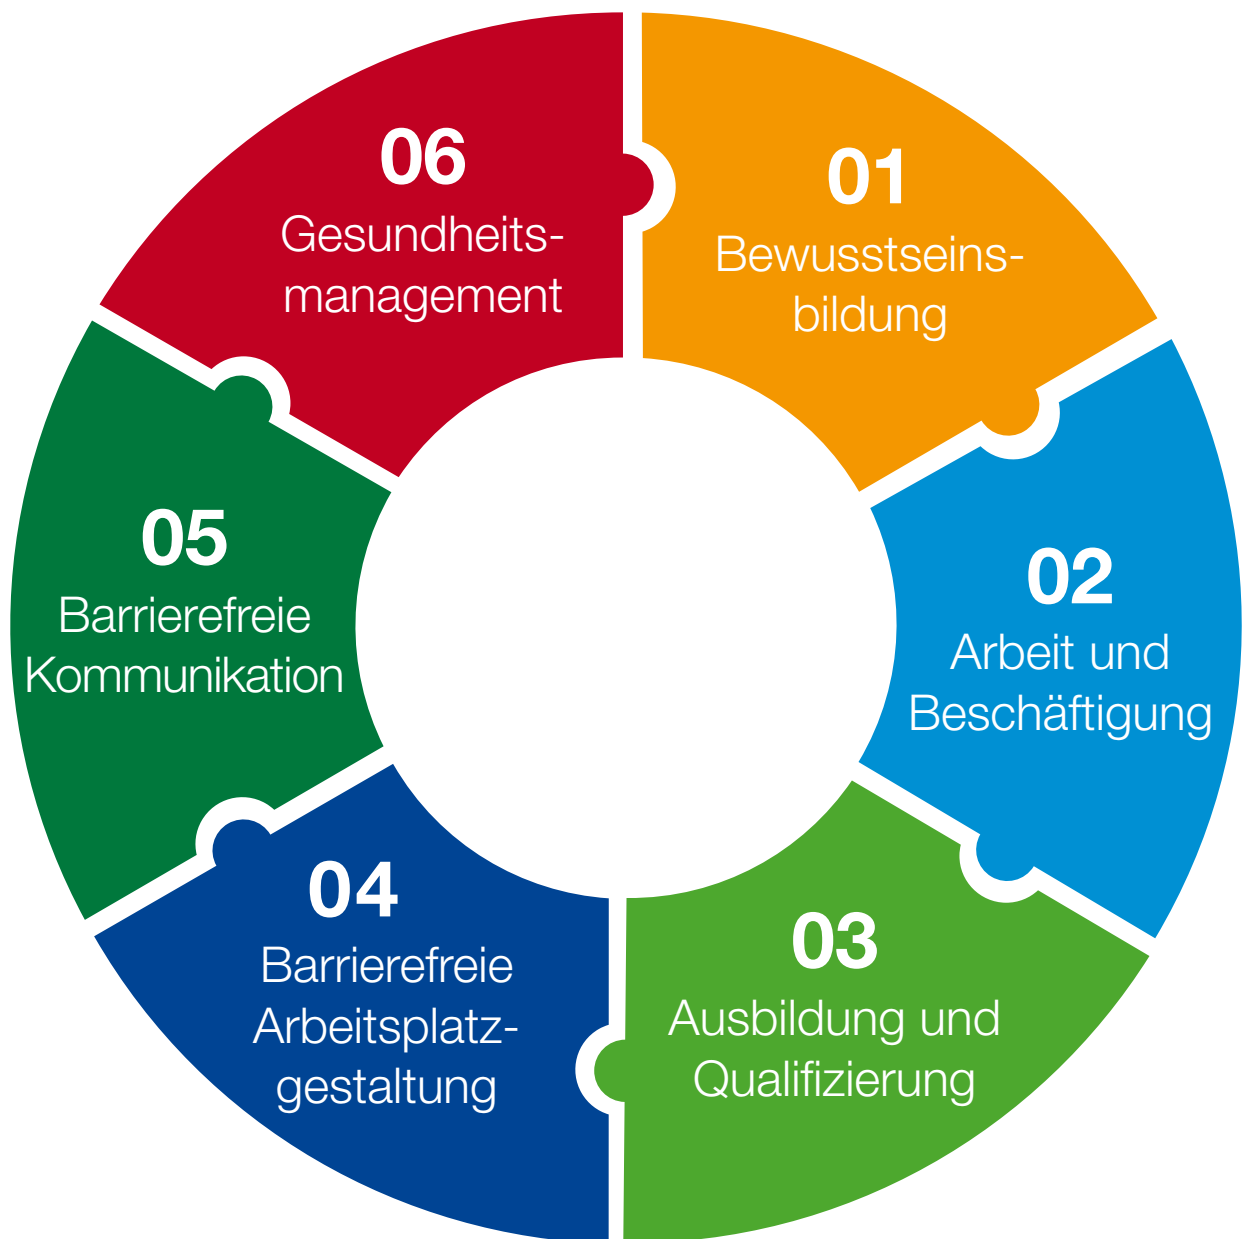 01
Bewusstseins-
bildung
02
Arbeit und
Beschäftigung
03
Ausbildung und
Qualifizierung
04
Barrierefreie
Arbeitsplatz-
gestaltung
05
Barrierefreie
Kommunikation
06
Gesundheits-
management